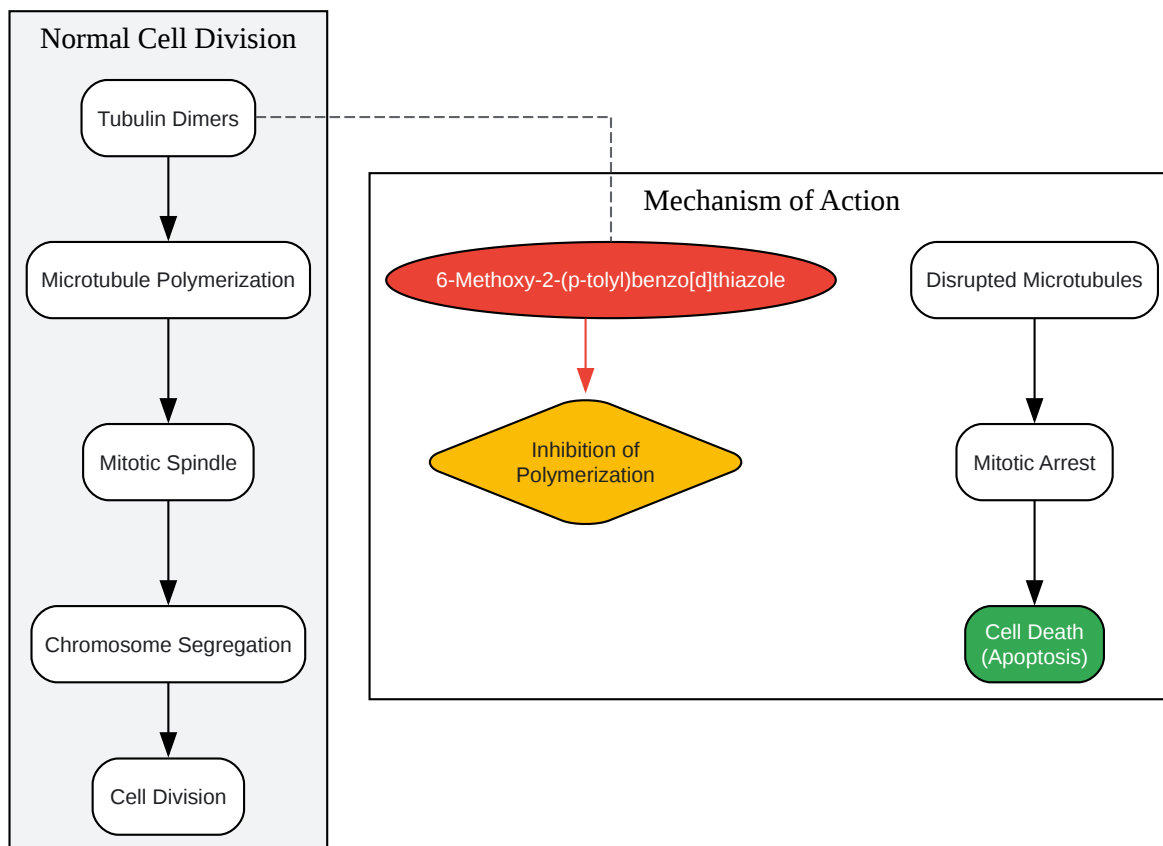 Normal Cell Division
Tubulin Dimers
Microtubule Polymerization
Mitotic Spindle
Chromosome Segregation
Cell Division
Mechanism of Action
6-Methoxy-2-(p-tolyl)benzo[d]thiazole
Inhibition of
Polymerization
Disrupted Microtubules
Mitotic Arrest
Cell Death
(Apoptosis)